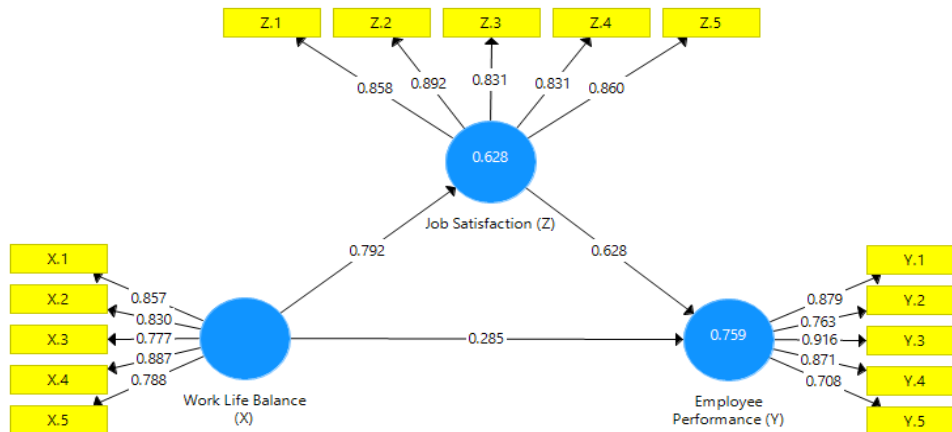 Z.1 Z.2 Z.3 Z.4 Z.5
0.858 0.892 0.831 0.831 0.860
0.628
Job Satisfaction (Z)
0.792 0.628
X.1
X.2
X.3
X.4
X.5
0.857
0.830
0.777
0.887
0.788
Work Life Balance
(X)
0.285
0.759
Employee
Performance (Y)
0.879
0.763
0.916
0.871
0.708
Y.1
Y.2
Y.3
Y.4
Y.5